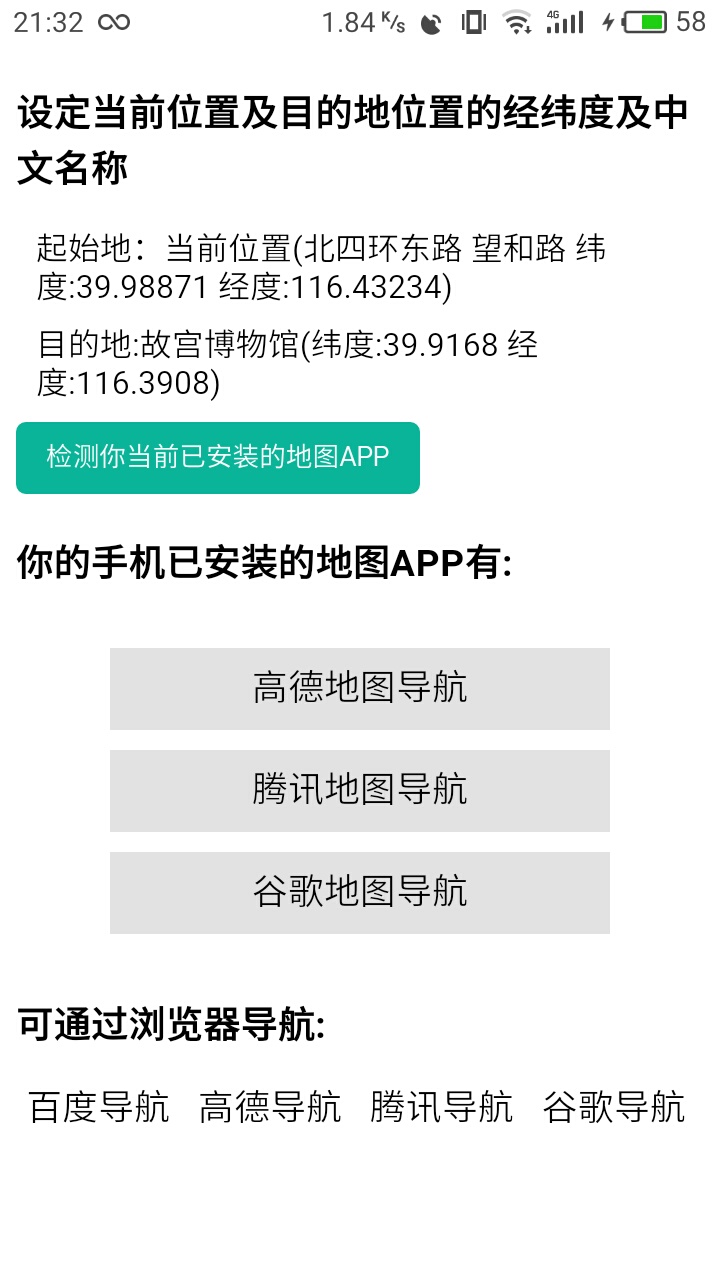 21:32 1.84 K/s 4G 58
设定当前位置及目的地位置的经纬度及中
文名称
起始地：当前位置(北四环东路 望和路 纬
度:39.98871 经度:116.43234)
目的地:故宫博物馆(纬度:39.9168 经
度:116.3908)
检测你当前已安装的地图APP
你的手机已安装的地图APP有:
高德地图导航
腾讯地图导航
谷歌地图导航
可通过浏览器导航:
百度导航 高德导航 腾讯导航 谷歌导航